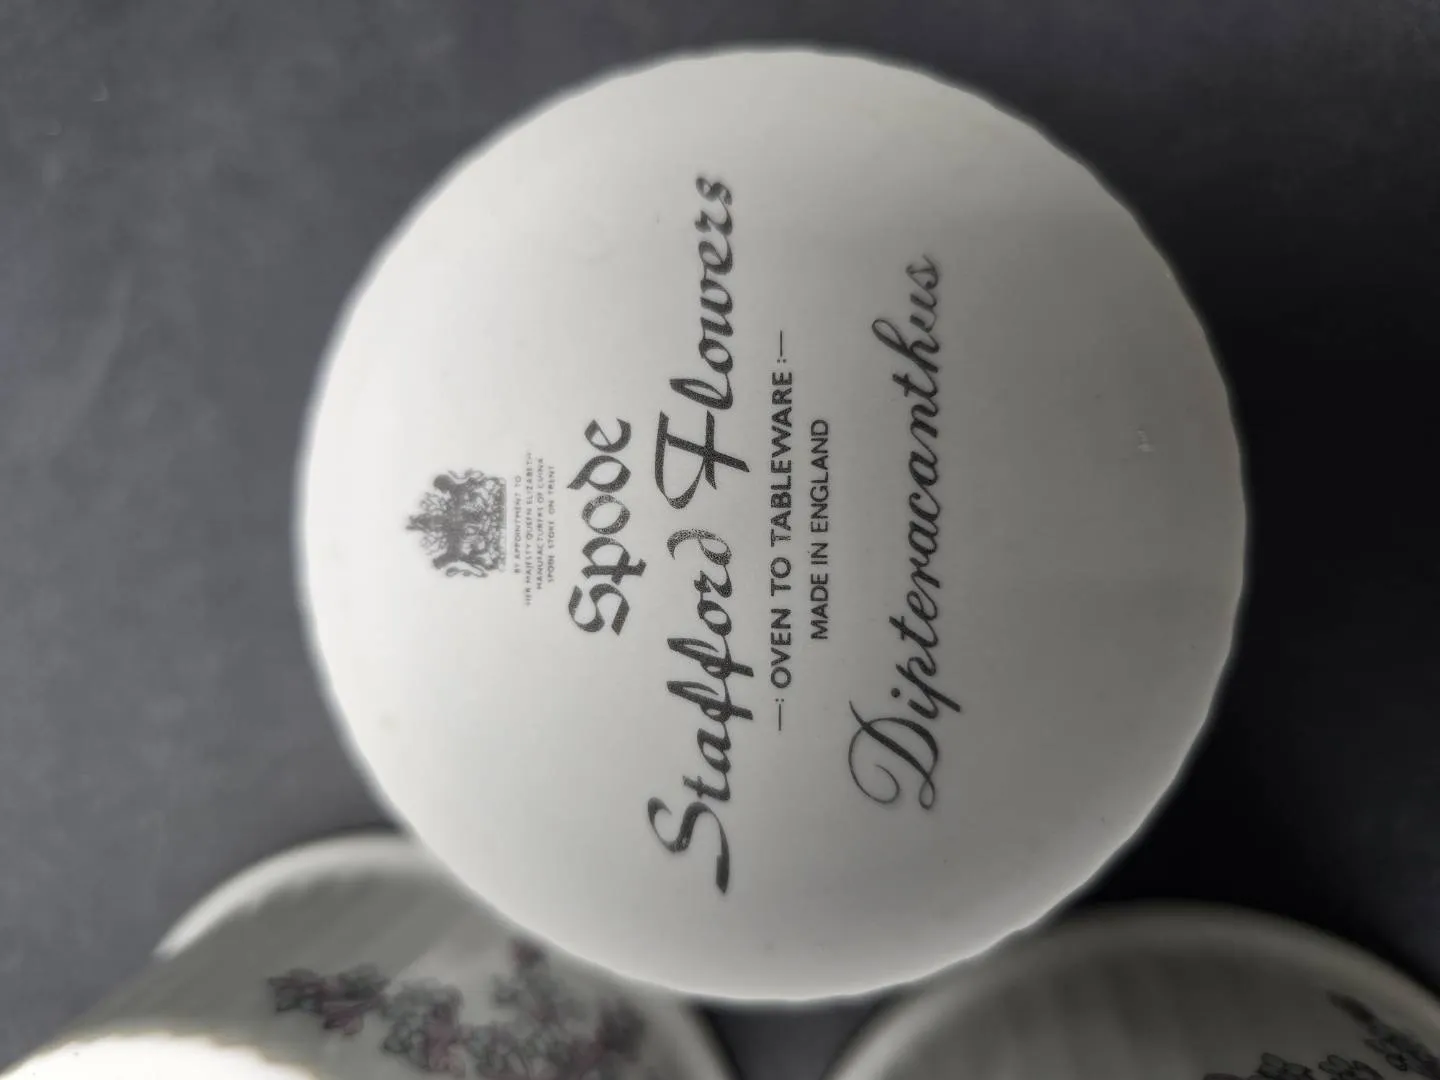 BY APPOINTMENT TO
HER MAJESTY QUEEN ELIZABETH
MANUFACTURERS OF CHINA
SPODE STOKE ON TRENT
Spode
Stafford Flowers
—: OVEN TO TABLEWARE :—
MADE IN ENGLAND
Dipteracanthus